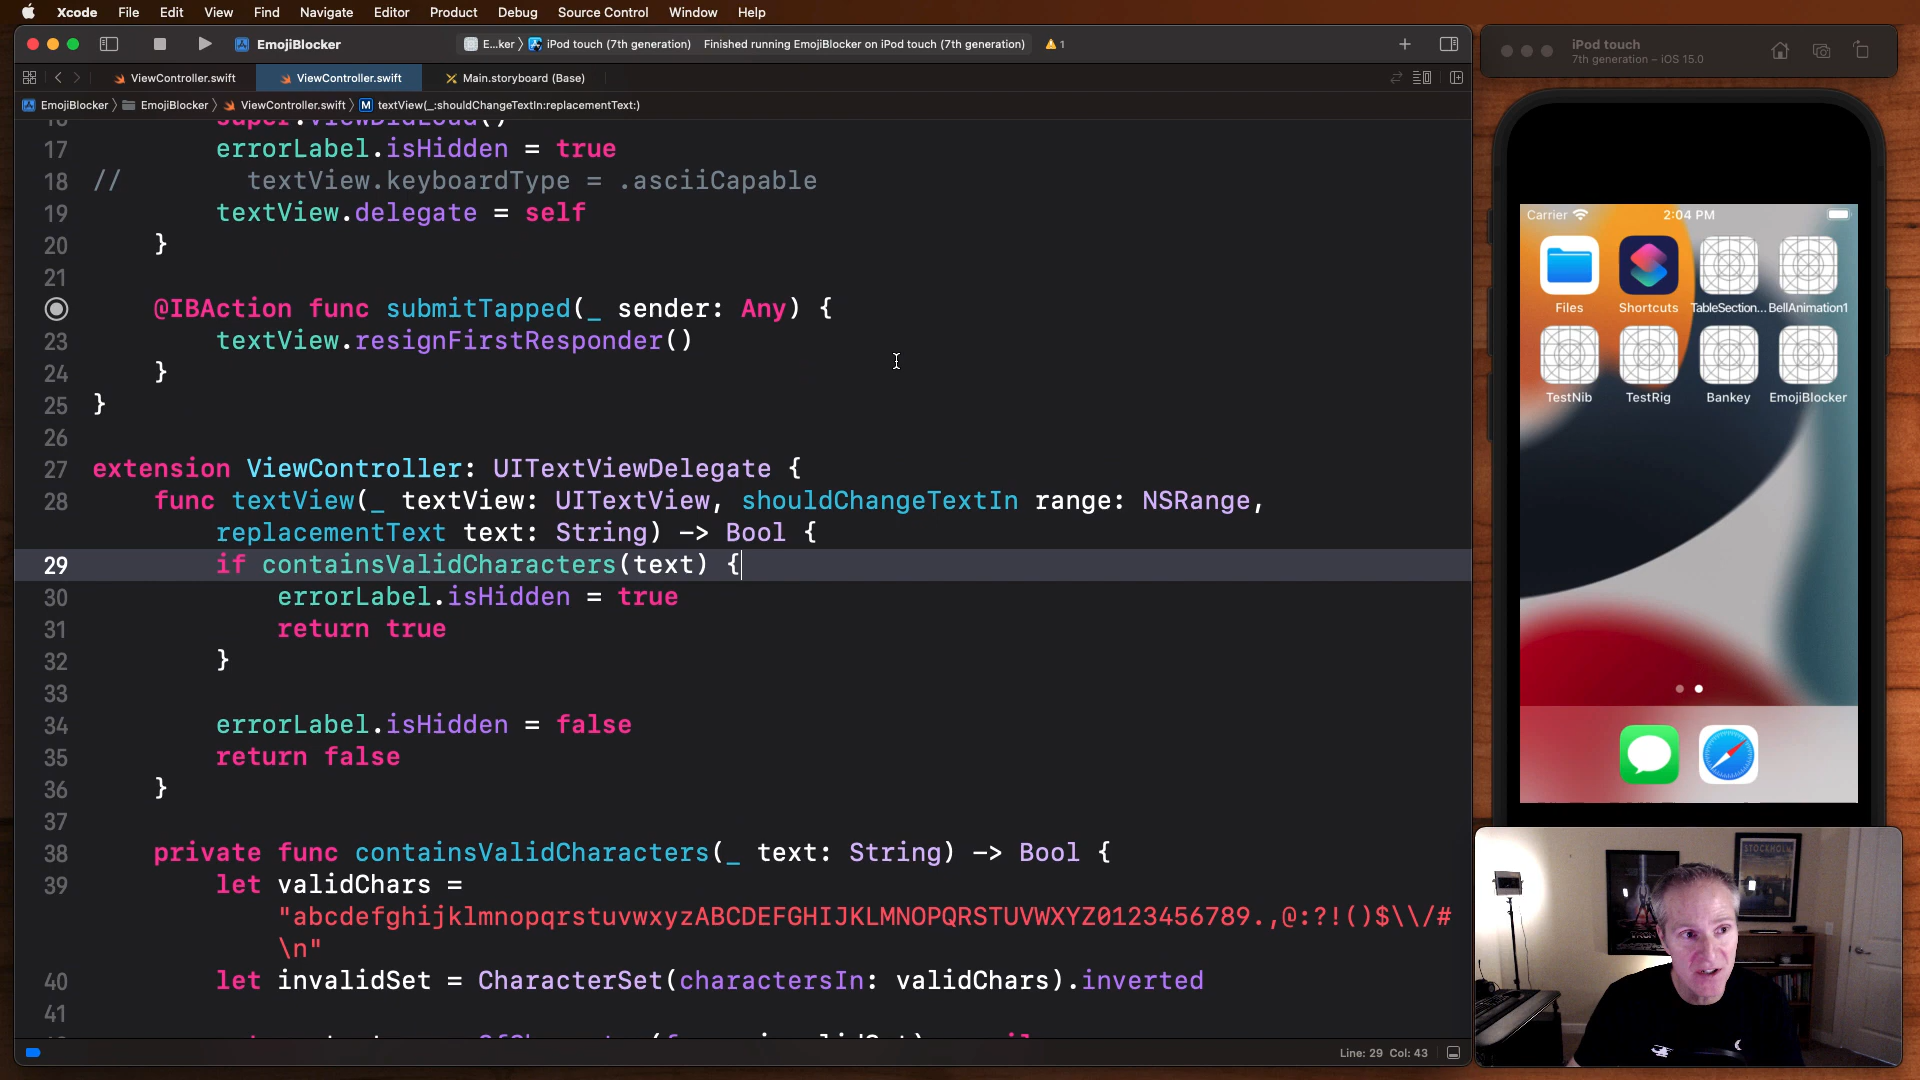 Xcode File Edit View Find Navigate Editor Product Debug Source Control Window Help
EmojiBlocker
E...ker 〉 iPod touch (7th generation)
Finished running EmojiBlocker on iPod touch (7th generation)
1
ViewController.swift
ViewController.swift
Main.storyboard (Base)
EmojiBlocker 〉 EmojiBlocker 〉 ViewController.swift 〉 M textView(_:shouldChangeTextIn:replacementText:)
16 super.viewDidLoad()
17 errorLabel.isHidden = true
18 // textView.keyboardType = .asciiCapable
19 textView.delegate = self
20 }
21
@IBAction func submitTapped(_ sender: Any) {
23 textView.resignFirstResponder()
24 }
25 }
26
27 extension ViewController: UITextViewDelegate {
28 func textView(_ textView: UITextView, shouldChangeTextIn range: NSRange,
replacementText text: String) -> Bool {
29 if containsValidCharacters(text) {
30 errorLabel.isHidden = true
31 return true
32 }
33
34 errorLabel.isHidden = false
35 return false
36 }
37
38 private func containsValidCharacters(_ text: String) -> Bool {
39 let validChars =
"abcdefghijklmnopqrstuvwxyzABCDEFGHIJKLMNOPQRSTUVWXYZ0123456789.,@:?!()$\\/#
\n"
40 let invalidSet = CharacterSet(charactersIn: validChars).inverted
41
Line: 29 Col: 43
iPod touch
7th generation – iOS 15.0
Carrier 2:04 PM
Files Shortcuts TableSection... BellAnimation1
TestNib TestRig Bankey EmojiBlocker
STOCKHOLM